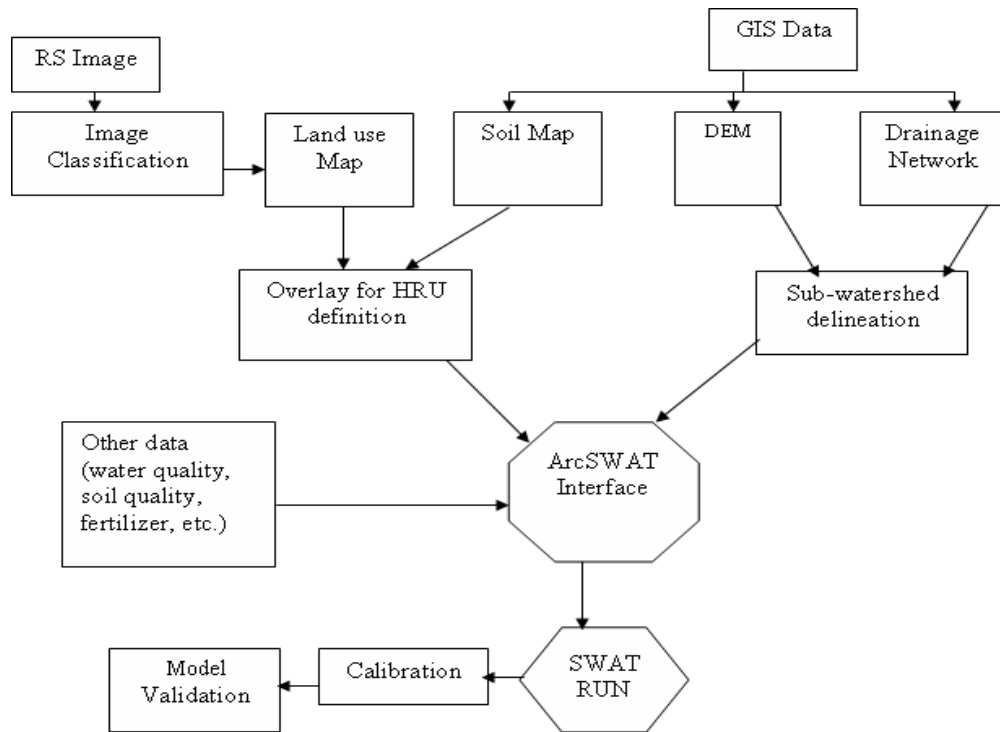 GIS Data
RS Image
Image
Classification
Land use
Map
Soil Map
DEM
Drainage
Network
Overlay for HRU
definition
Sub-watershed
delineation
Other data
(water quality,
soil quality,
fertilizer, etc.)
ArcSWAT
Interface
SWAT
RUN
Calibration
Model
Validation